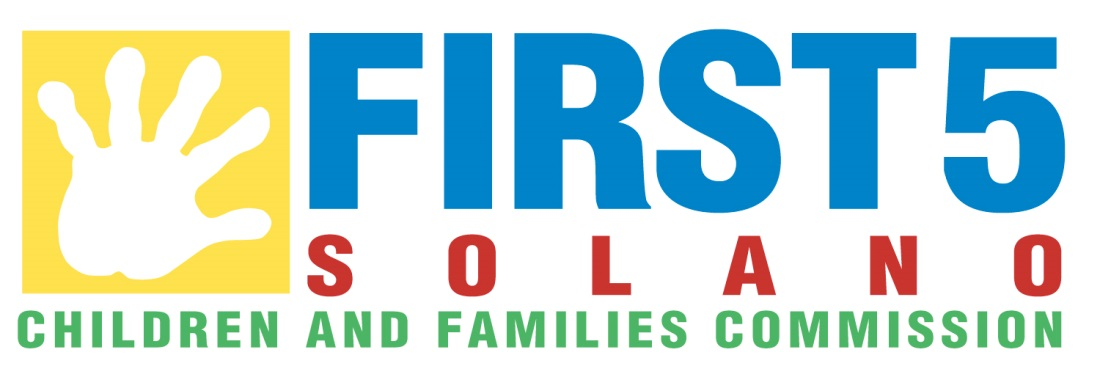 FIRST 5
SOLANO
CHILDREN AND FAMILIES COMMISSION